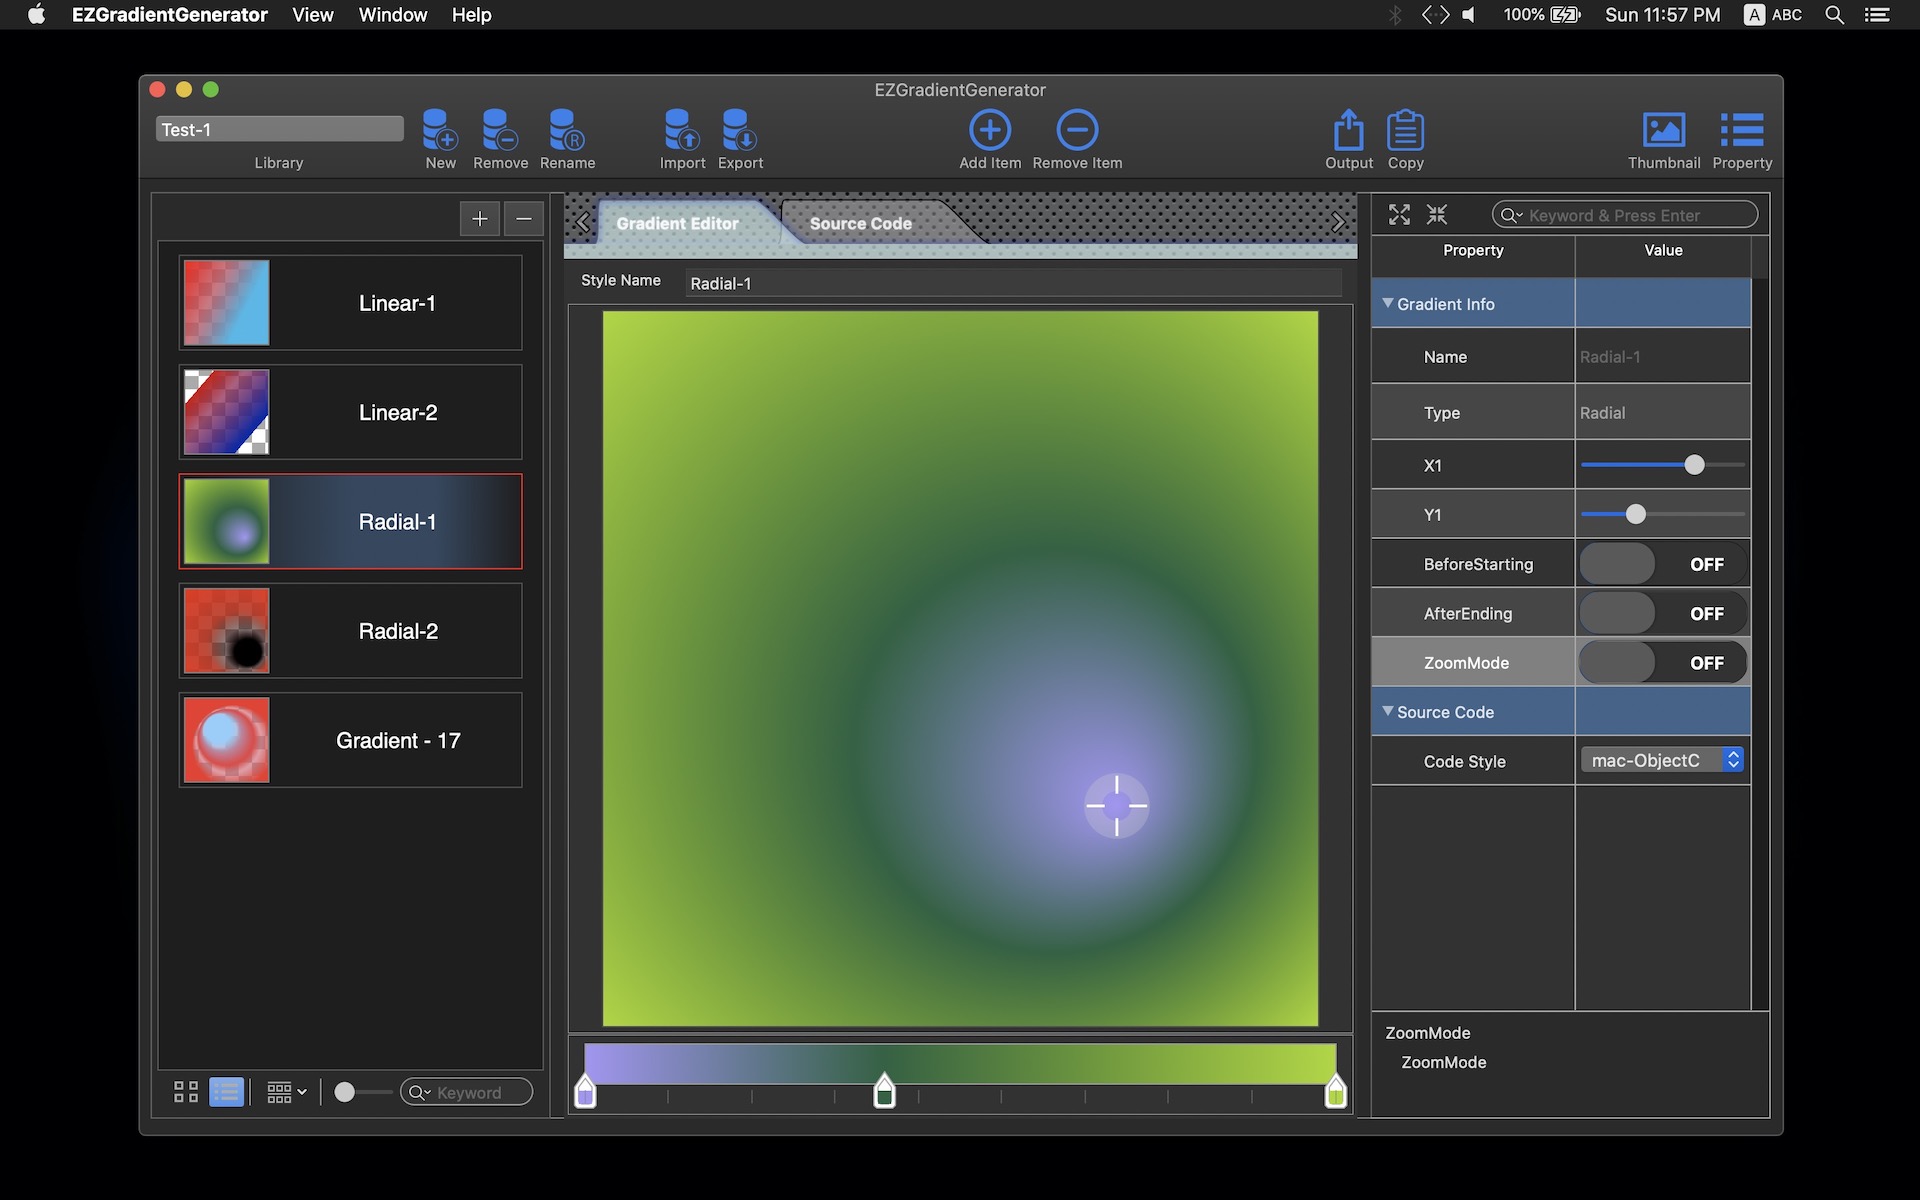 EZGradientGenerator View Window Help
100% Sun 11:57 PM A ABC
EZGradientGenerator
Test-1
Library
New Remove Rename
R
Import Export
Add Item Remove Item
Output Copy
Thumbnail Property
Linear-1
Linear-2
Radial-1
Radial-2
Gradient - 17
Keyword
Gradient Editor Source Code
Style Name Radial-1
Keyword & Press Enter
Property Value
Gradient Info
Name Radial-1
Type Radial
X1
Y1
BeforeStarting OFF
AfterEnding OFF
ZoomMode OFF
Source Code
Code Style mac-ObjectC
ZoomMode
ZoomMode